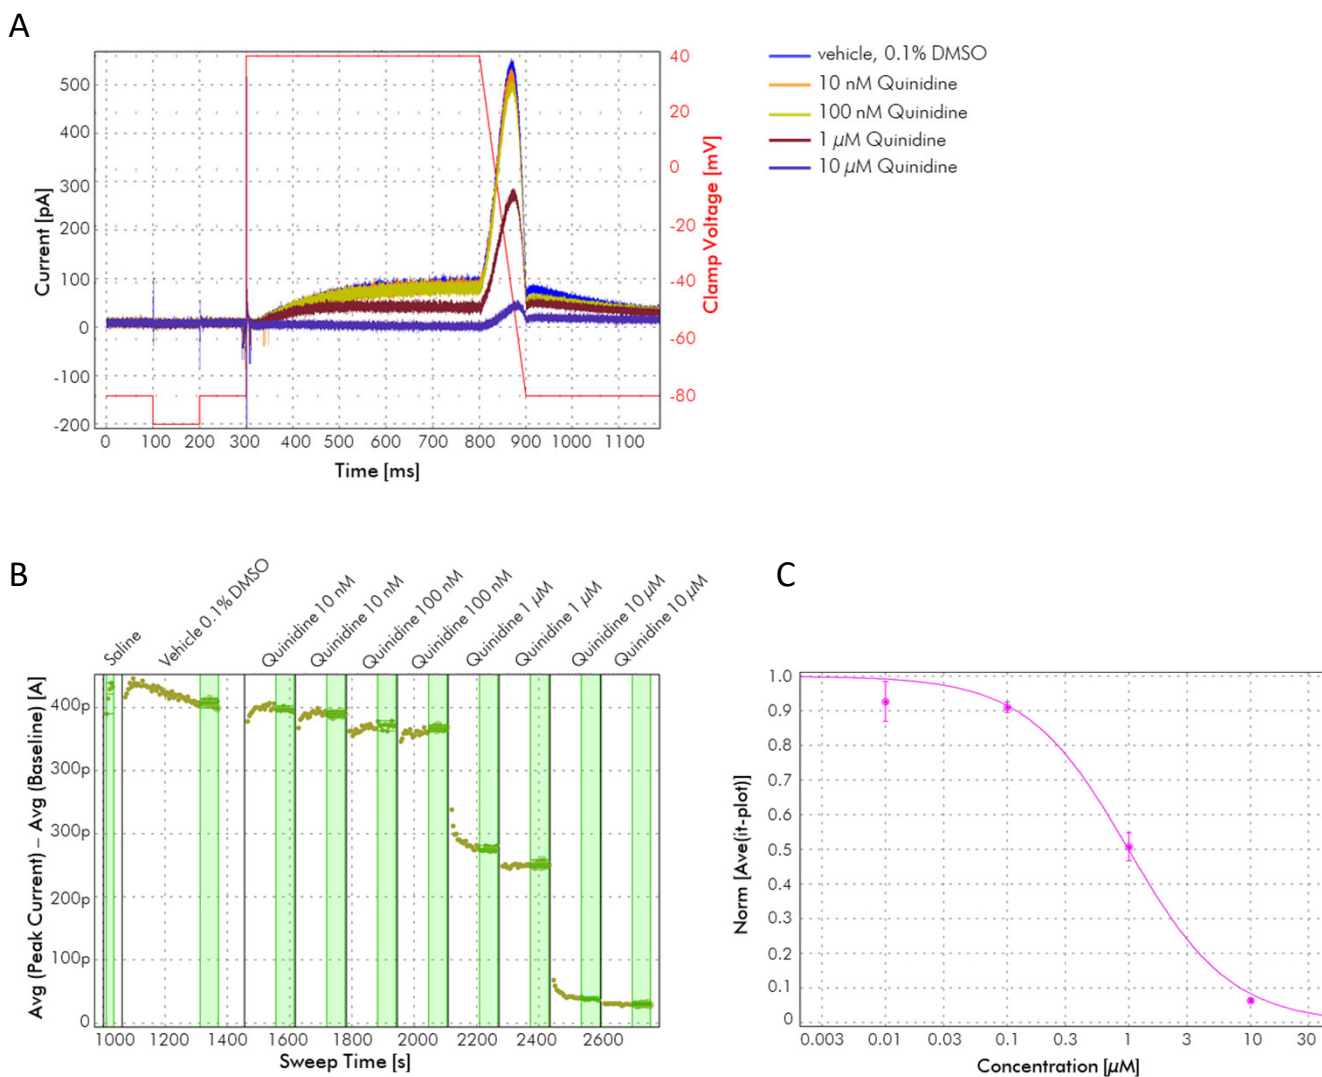 A
500
400
300
300
200
100
0
-100
-200
Current [pA]
40
20
0
-20
-40
-60
-80
Clamp Voltage [mV]
0 100 200 300 400 500 600 700 800 900 1000 1100
Time [ms]
vehicle, 0.1% DMSO
10 nM Quinidine
100 nM Quinidine
1 µM Quinidine
10 µM Quinidine
B
Saline
Vehicle 0.1% DMSO
Quinidine 10 nM
Quinidine 10 nM
Quinidine 100 nM
Quinidine 100 nM
Quinidine 1 µM
Quinidine 1 µM
Quinidine 10 µM
Quinidine 10 µM
Avg (Peak Current) – Avg (Baseline) [A]
400p
300p
300p
200p
100p
0
1000 1200 1400 1600 1800 2000 2200 2400 2600
Sweep Time [s]
C
Norm [Ave(it-plot)]
1.0
0.9
0.8
0.7
0.6
0.5
0.4
0.3
0.2
0.1
0
0.003 0.01 0.03 0.1 0.3 1 3 10 30
Concentration [µM]